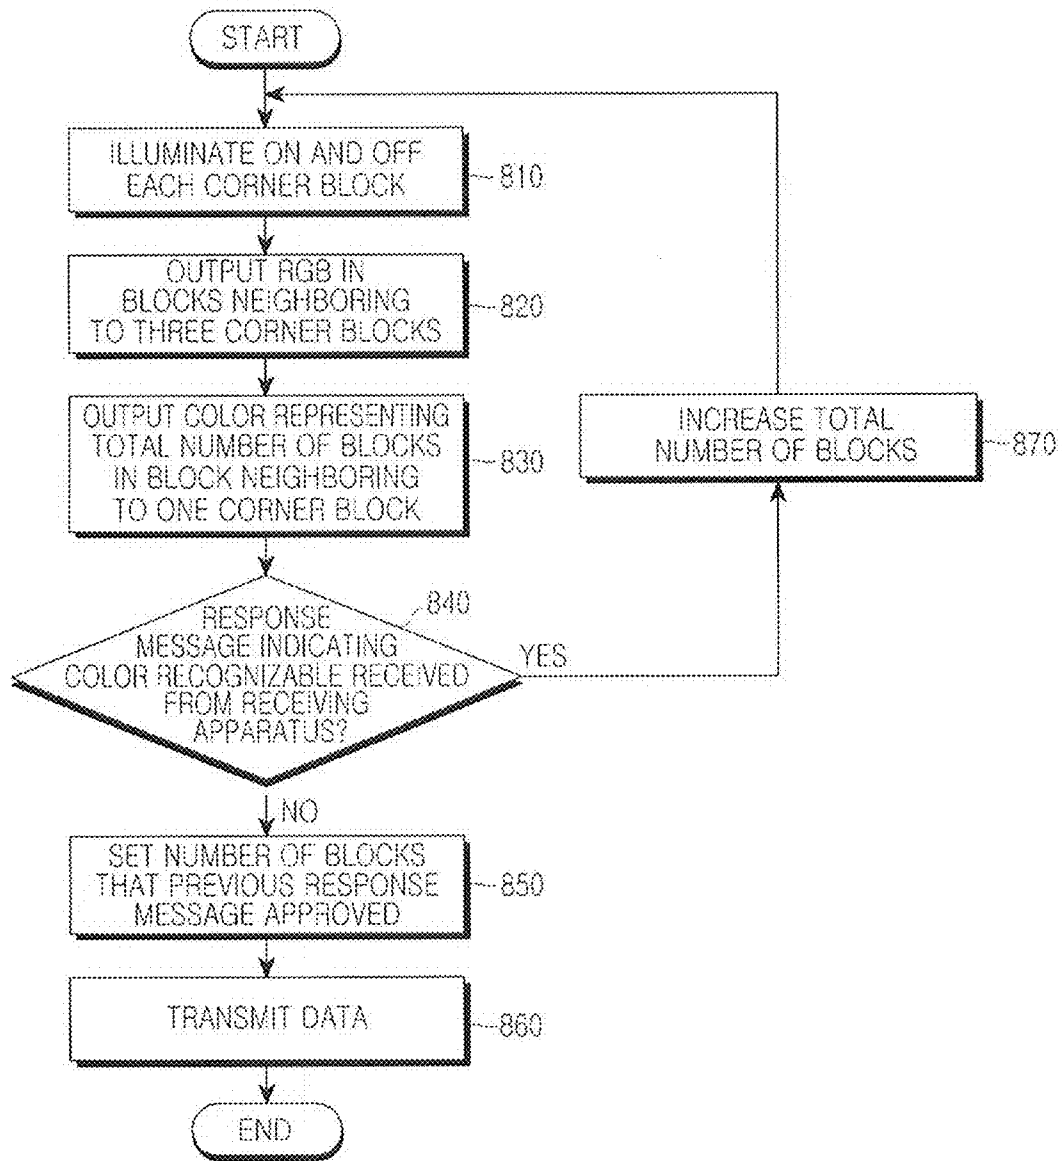 START
ILLUMINATE ON AND OFF
EACH CORNER BLOCK
810
OUTPUT RGB IN
BLOCKS NEIGHBORING
TO THREE CORNER BLOCKS
820
OUTPUT COLOR REPRESENTING
TOTAL NUMBER OF BLOCKS
IN BLOCK NEIGHBORING
TO ONE CORNER BLOCK
830
INCREASE TOTAL
NUMBER OF BLOCKS
870
840
RESPONSE
MESSAGE INDICATING
COLOR RECOGNIZABLE RECEIVED
FROM RECEIVING
APPARATUS?
YES
NO
SET NUMBER OF BLOCKS
THAT PREVIOUS RESPONSE
MESSAGE APPROVED
850
TRANSMIT DATA
860
END